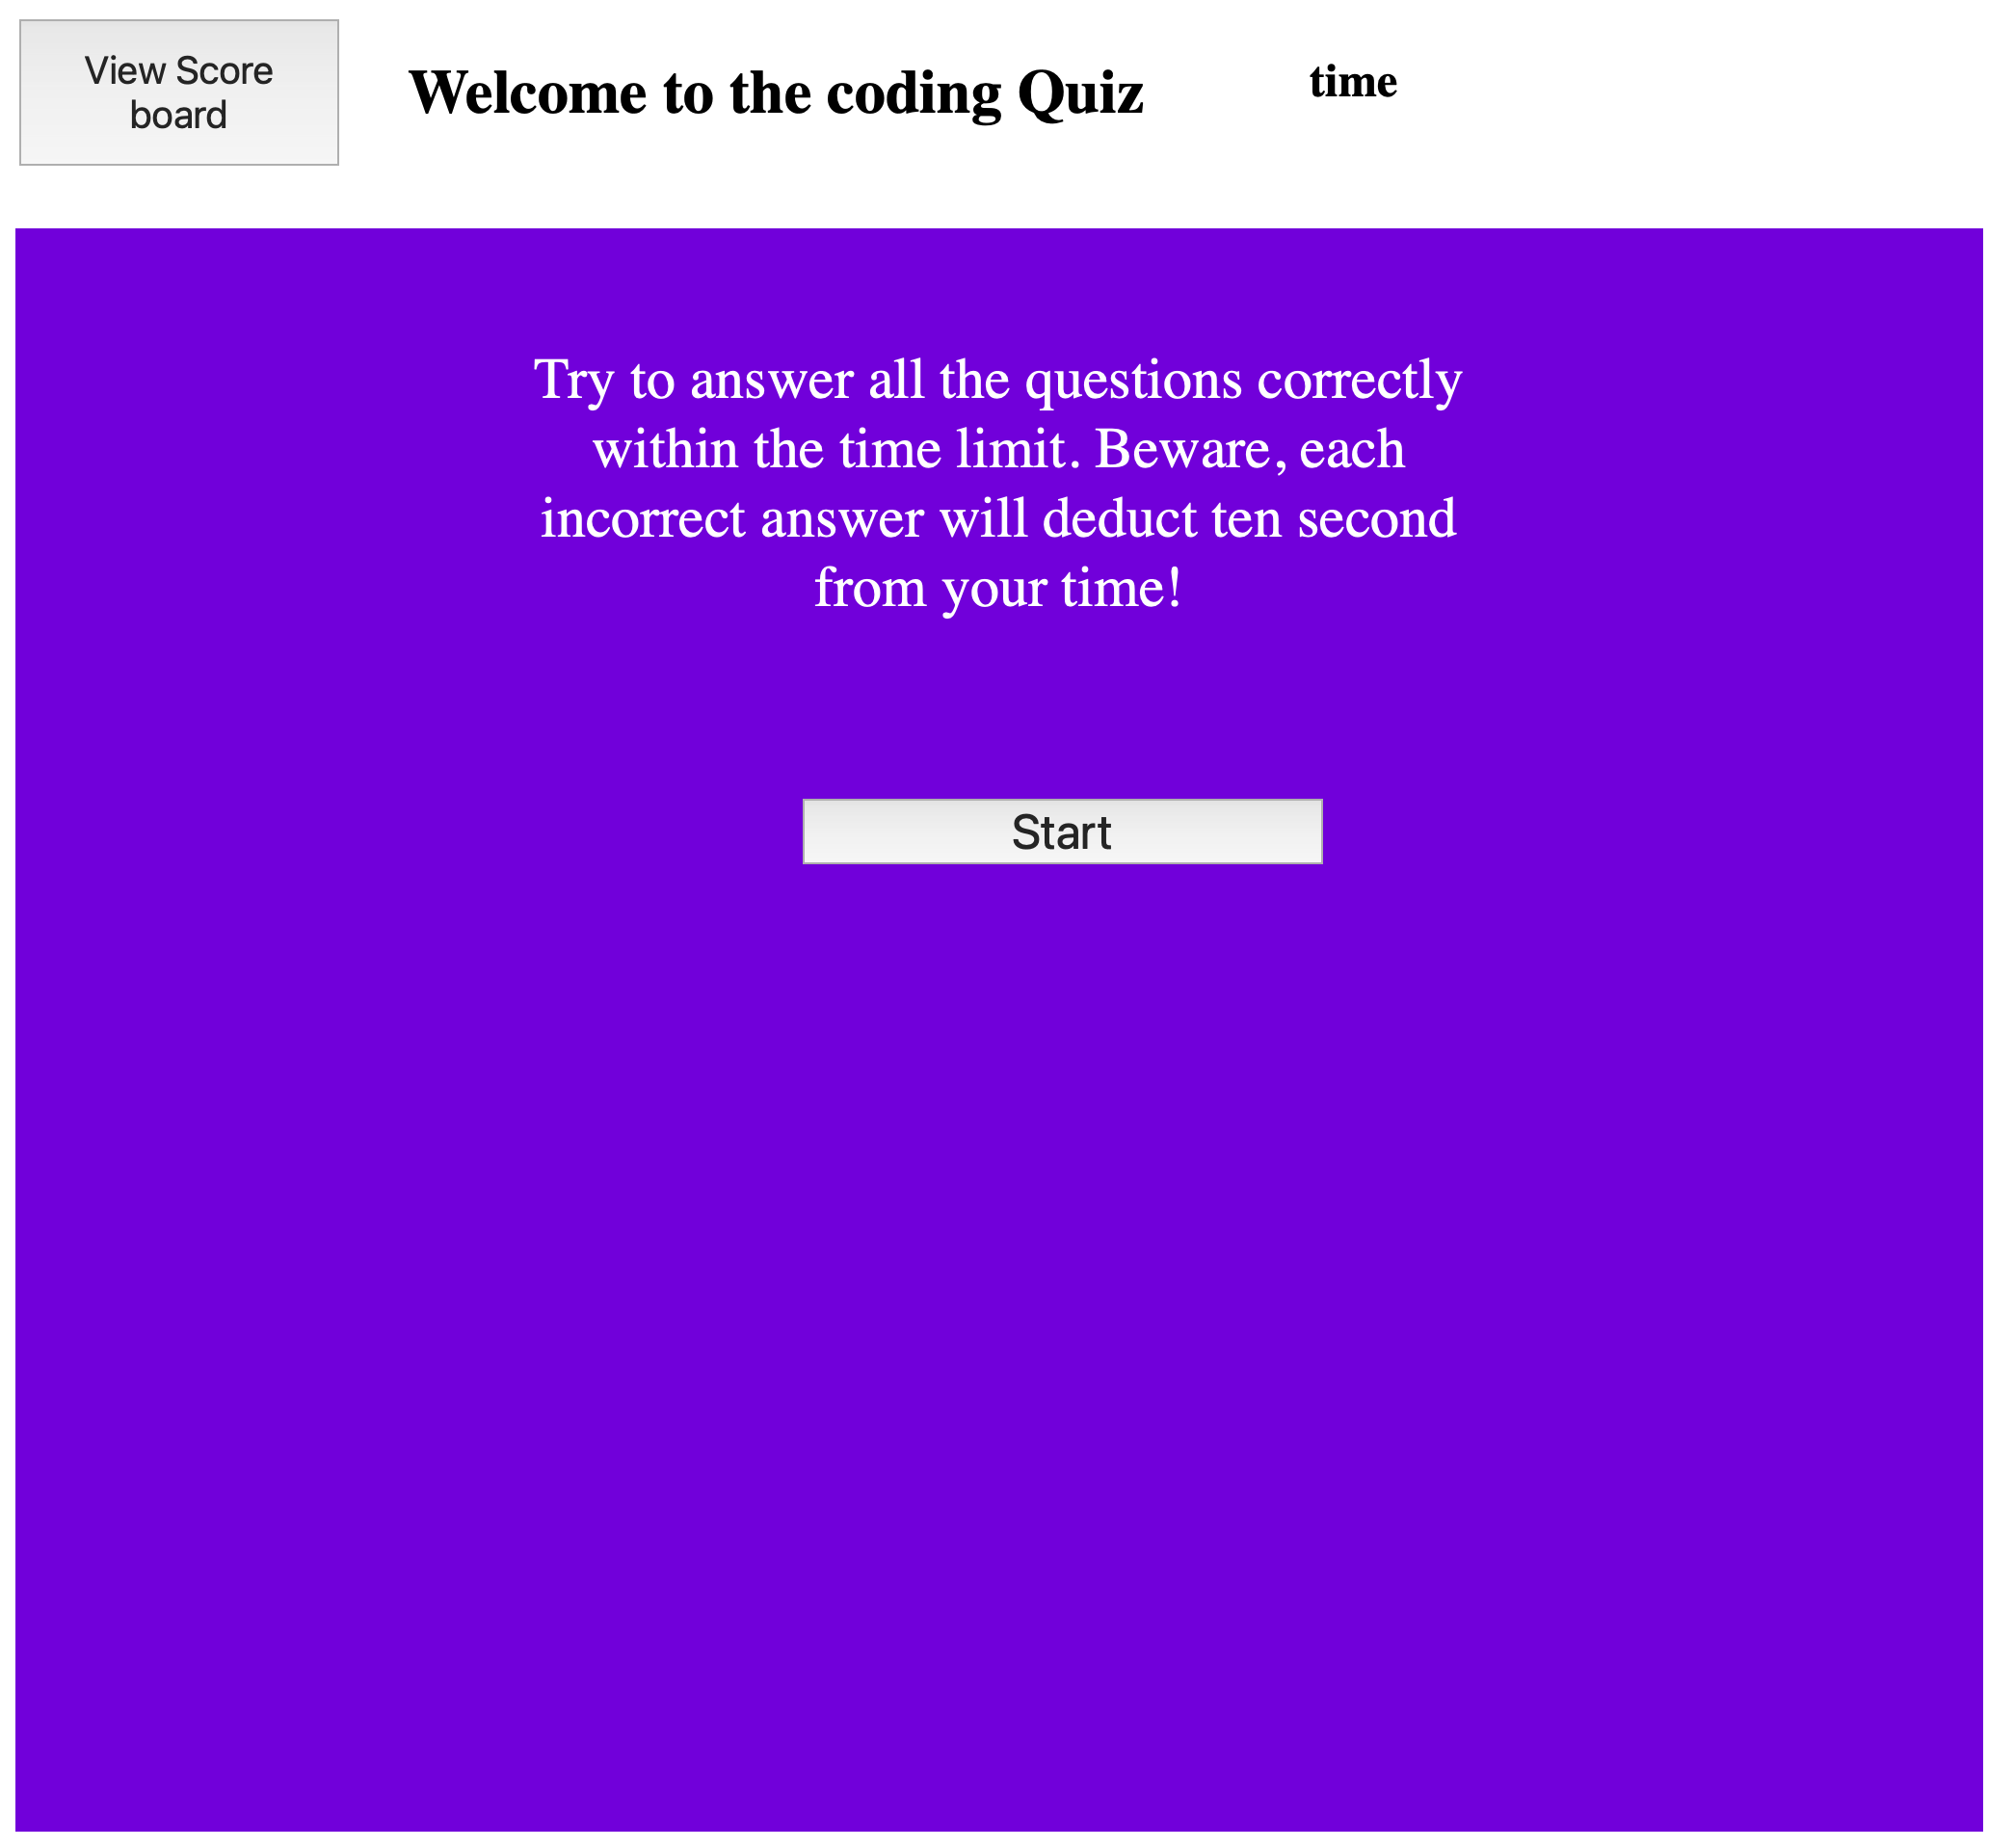 View Score
board
Welcome to the coding Quiz
time
Try to answer all the questions correctly
within the time limit. Beware, each
incorrect answer will deduct ten second
from your time!
Start